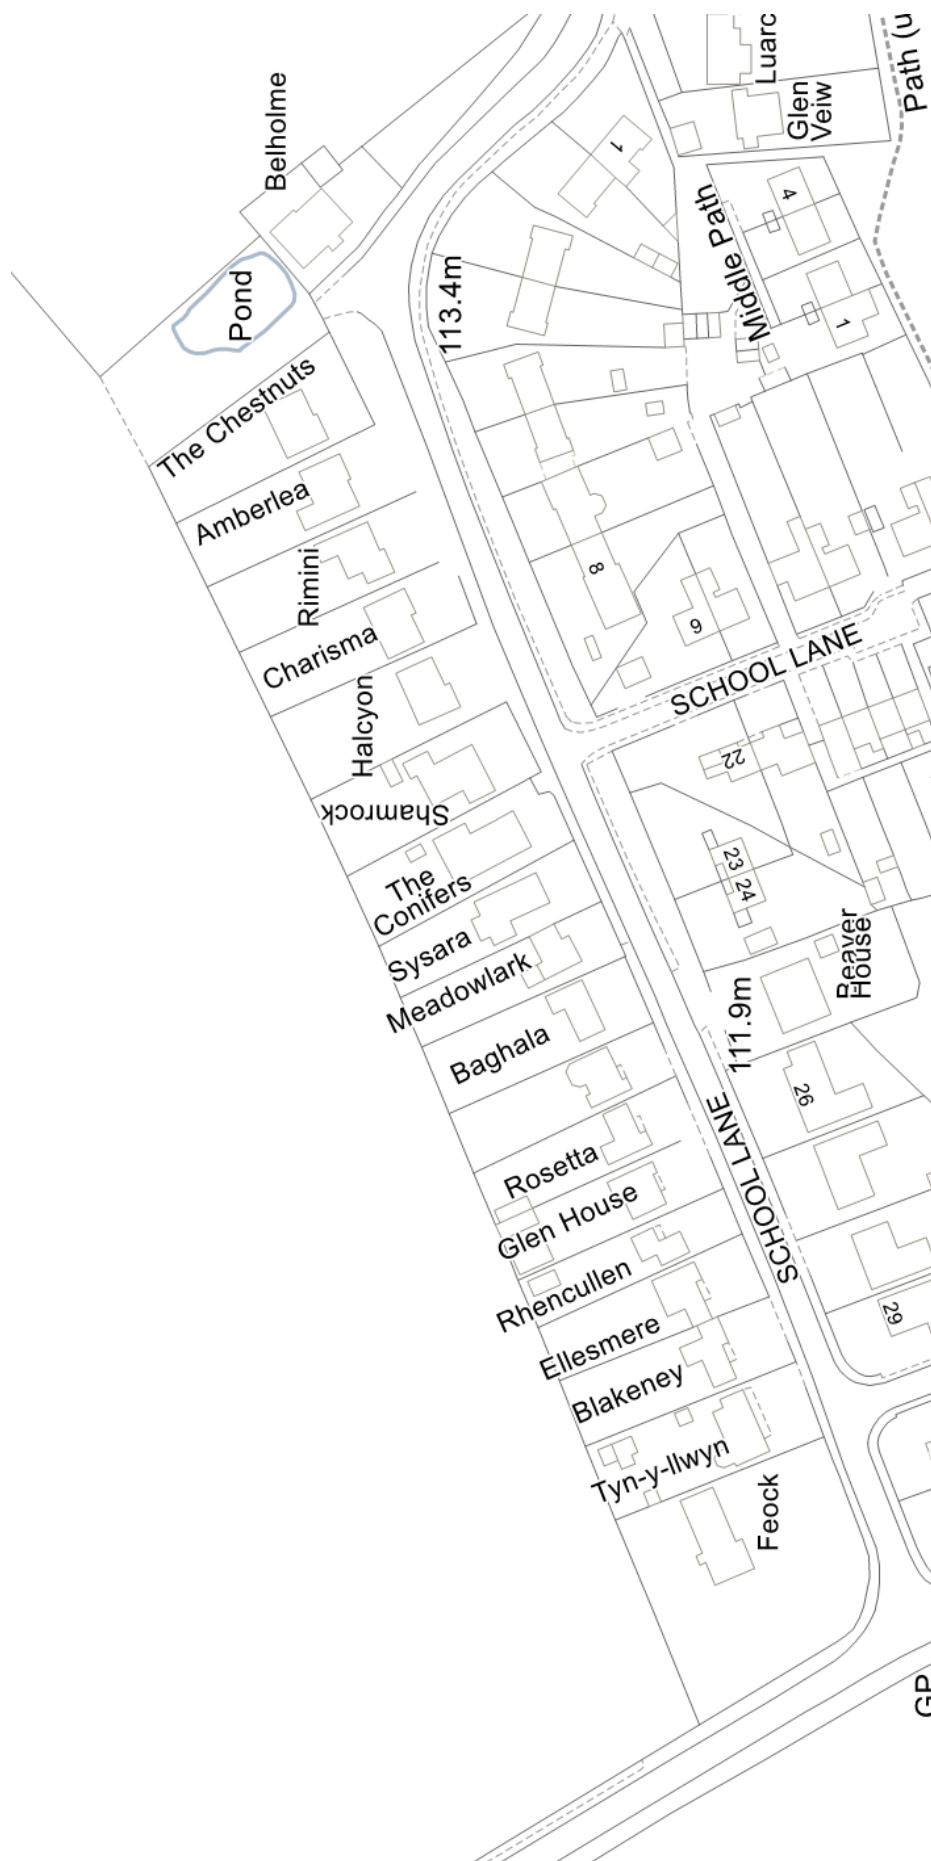 Luarc
Path (u
Glen
Veiw
Belholme
1
4
Middle Path
113.4m
Pond
1
The Chestnuts
Amberlea
Rimini
8
6
Charisma
SCHOOL LANE
Halcyon
22
Shamrock
The
Conifers
23
24
Sysara
Meadowlark
Beaver
House
111.9m
Baghala
26
SCHOOL LANE
Rosetta
Glen House
Rhencullen
29
Ellesmere
Blakeney
Tyn-y-llwyn
Feock
GP